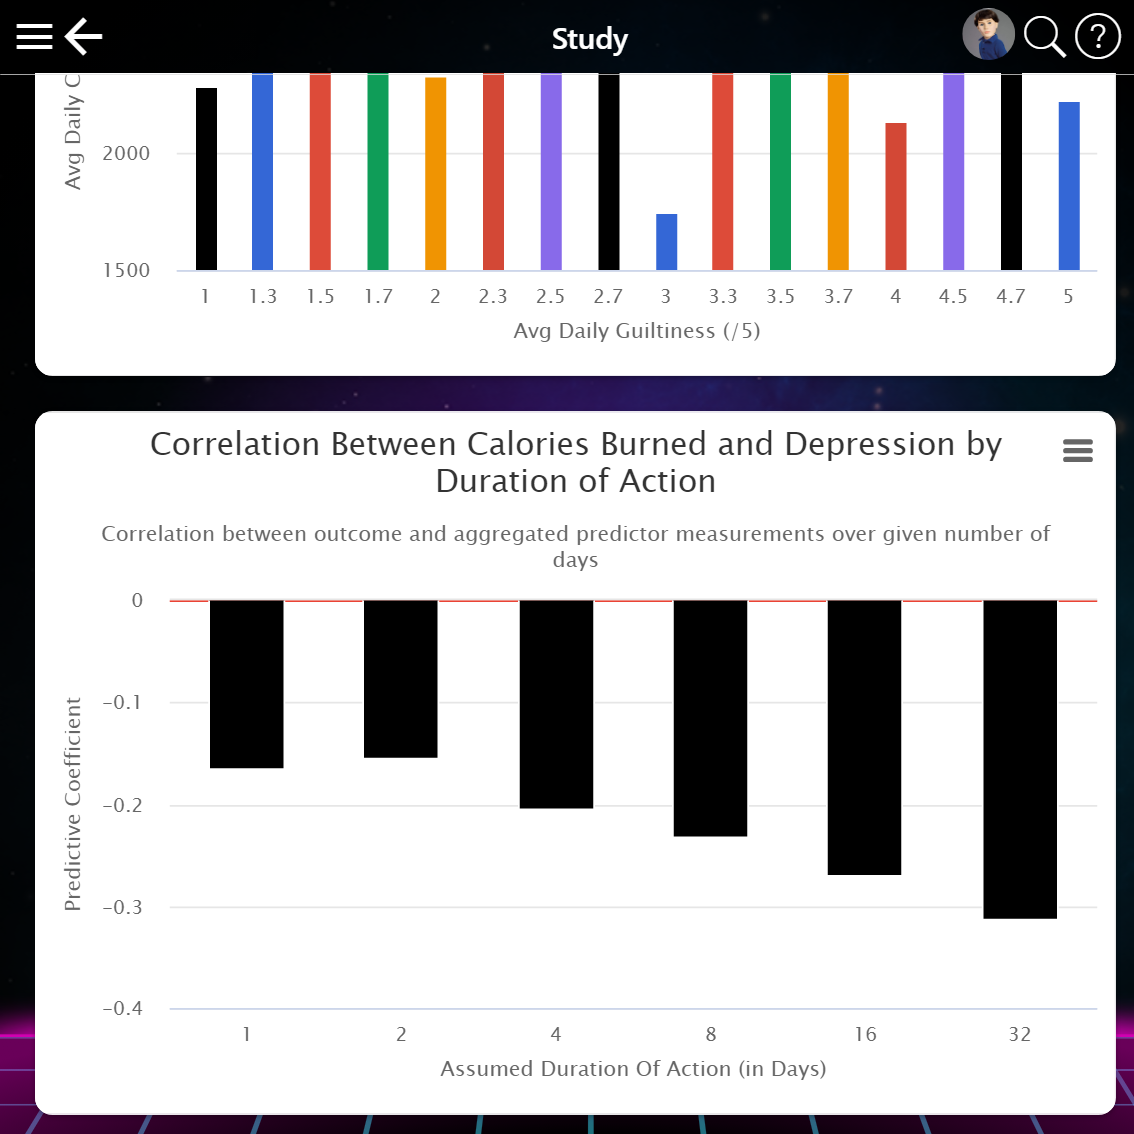 Study
?
Avg Daily C
2000
1500
1 1.3 1.5 1.7 2 2.3 2.5 2.7 3 3.3 3.5 3.7 4 4.5 4.7 5
Avg Daily Guiltiness (/5)
Correlation Between Calories Burned and Depression by
Duration of Action
Correlation between outcome and aggregated predictor measurements over given number of
days
Predictive Coefficient
0
−0.1
−0.2
−0.3
−0.4
1 2 4 8 16 32
Assumed Duration Of Action (in Days)